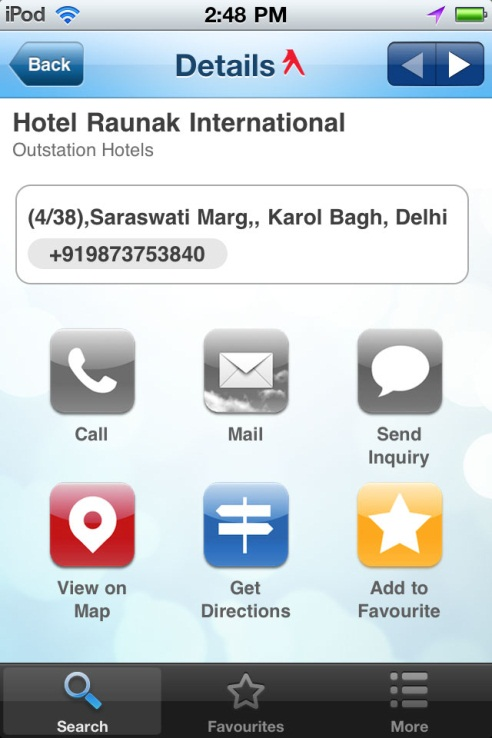 iPod 2:48 PM
Back Details
Hotel Raunak International
Outstation Hotels
(4/38),Saraswati Marg,, Karol Bagh, Delhi
+919873753840
Call Mail Send
Inquiry
View on Get Add to
Map Directions Favourite
Search Favourites More